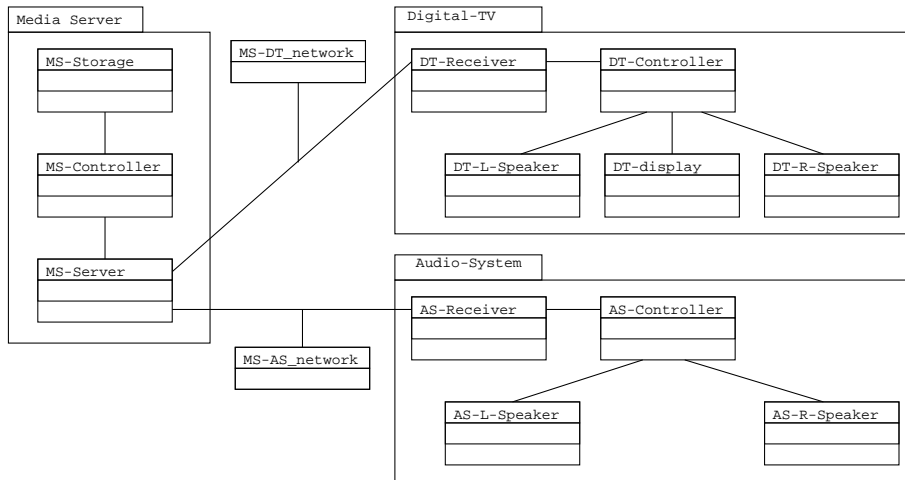 Media Server
MS-Storage
MS-Controller
MS-Server
MS-DT_network
MS-AS_network
Digital-TV
DT-Receiver
DT-Controller
DT-L-Speaker
DT-display
DT-R-Speaker
Audio-System
AS-Receiver
AS-Controller
AS-L-Speaker
AS-R-Speaker